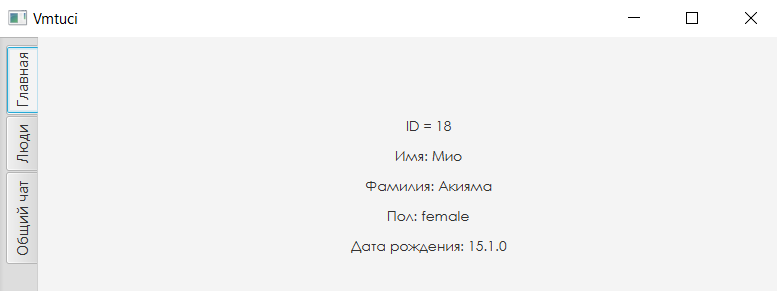 Vmtuci
Главная
Люди
Общий чат
ID = 18
Имя: Мио
Фамилия: Акияма
Пол: female
Дата рождения: 15.1.0